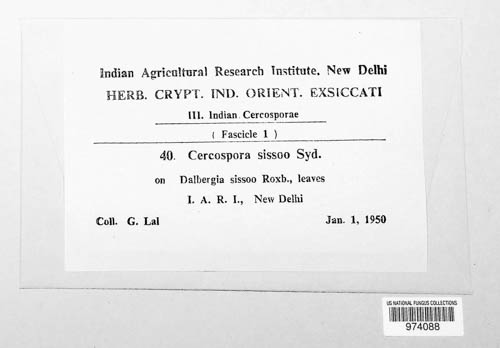 Indian Agricultural Research Institute, New Delhi
HERB. CRYPT. IND. ORIENT. EXSICCATI
III. Indian Cercosporae
( Fascicle 1 )
40. Cercospora sissoo Syd.
on Dalbergia sissoo Roxb., leaves
I. A. R. I., New Delhi
Coll. G. Lal Jan. 1, 1950
US NATIONAL FUNGUS COLLECTIONS
974088